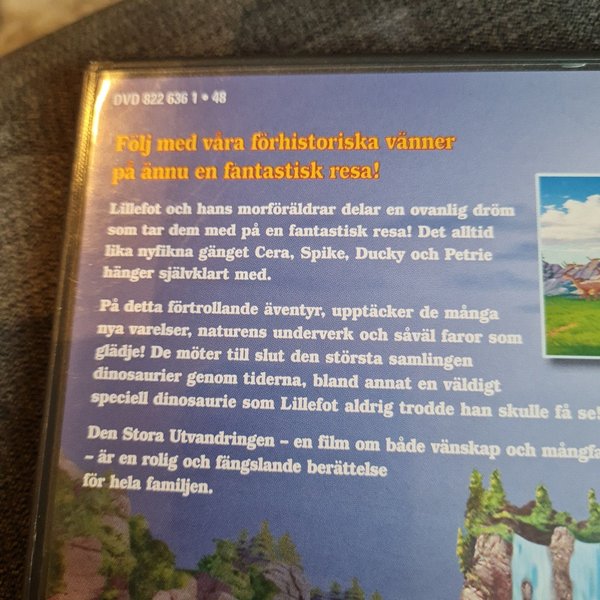 DVD 822 636 1 • 48
Följ med våra förhistoriska vänner
på ännu en fantastisk resa!
Lillefot och hans morföräldrar delar en ovanlig dröm
som tar dem med på en fantastisk resa! Det alltid
lika nyfikna gänget Cera, Spike, Ducky och Petrie
hänger självklart med.
På detta förtrollande äventyr, upptäcker de många
nya varelser, naturens underverk och såväl faror som
glädje! De möter till slut den största samlingen
dinosaurier genom tiderna, bland annat en väldigt
speciell dinosaurie som Lillefot aldrig trodde han skulle få se!
Den Stora Utvandringen – en film om både vänskap och
– är en rolig och fängslande berättelse
för hela familjen.